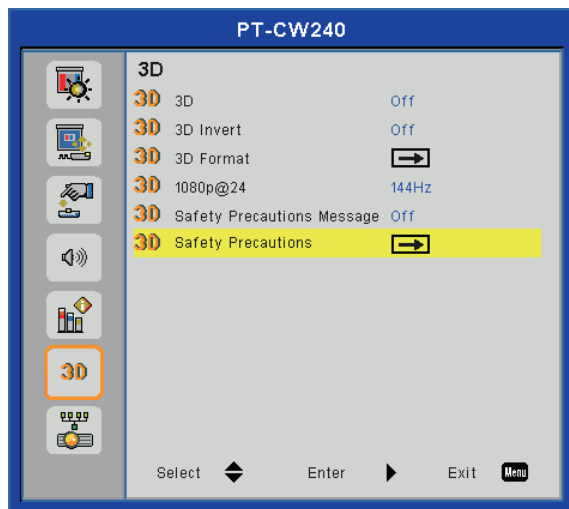 PT-CW240
3D
3D 3D Off
3D 3D Invert Off
3D 3D Format
3D 1080p@24 144Hz
3D Safety Precautions Message Off
3D Safety Precautions
3D
Select Enter Exit Menu